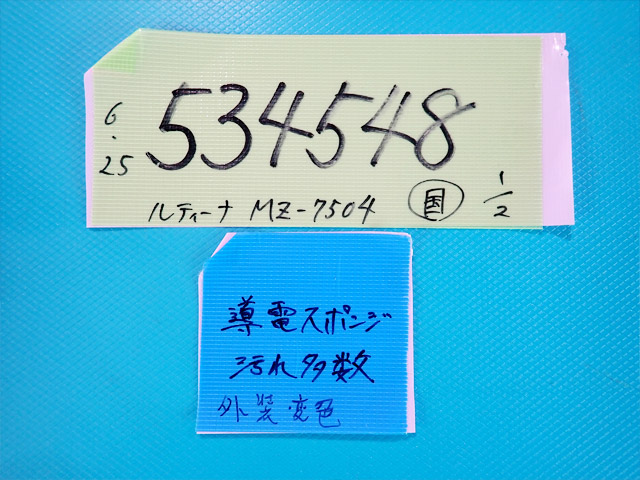 6.25
534548
ルティーナ MZ-7504 国 1/2
導電スポンジ
汚れ多数
外装変色